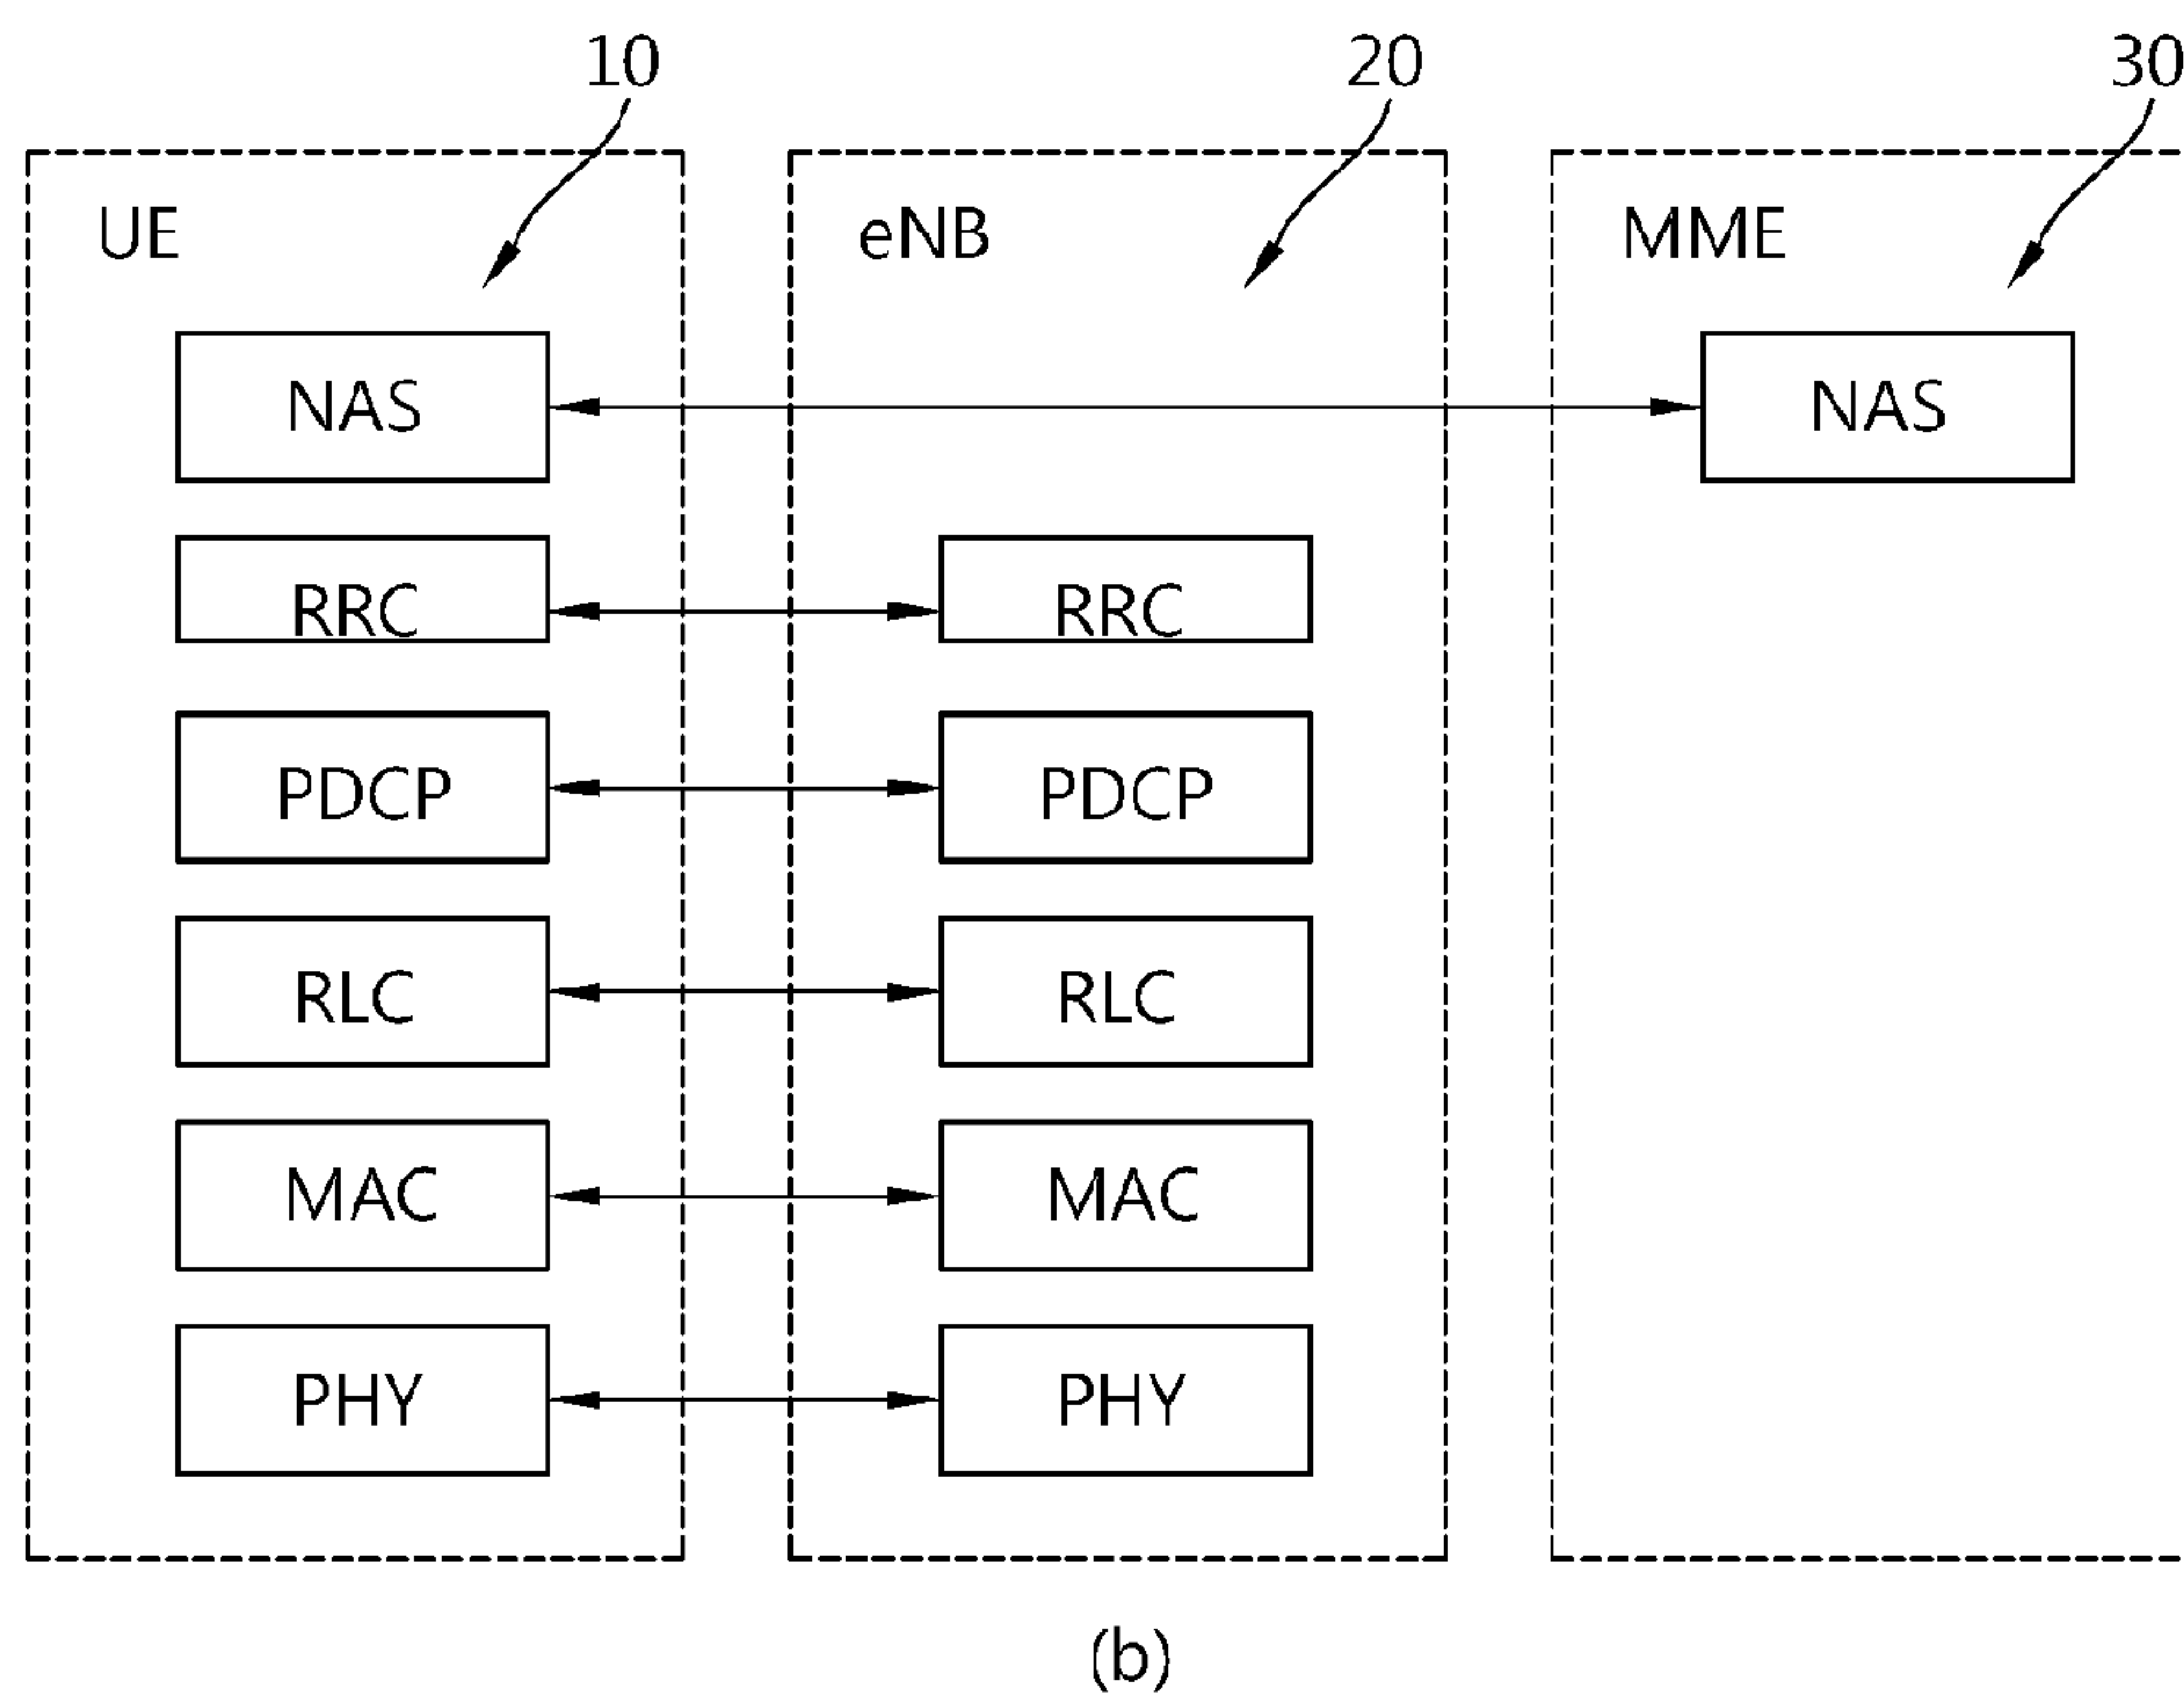 10 20 30
UE eNB MME
NAS NAS
RRC RRC
PDCP PDCP
RLC RLC
MAC MAC
PHY PHY
(b)